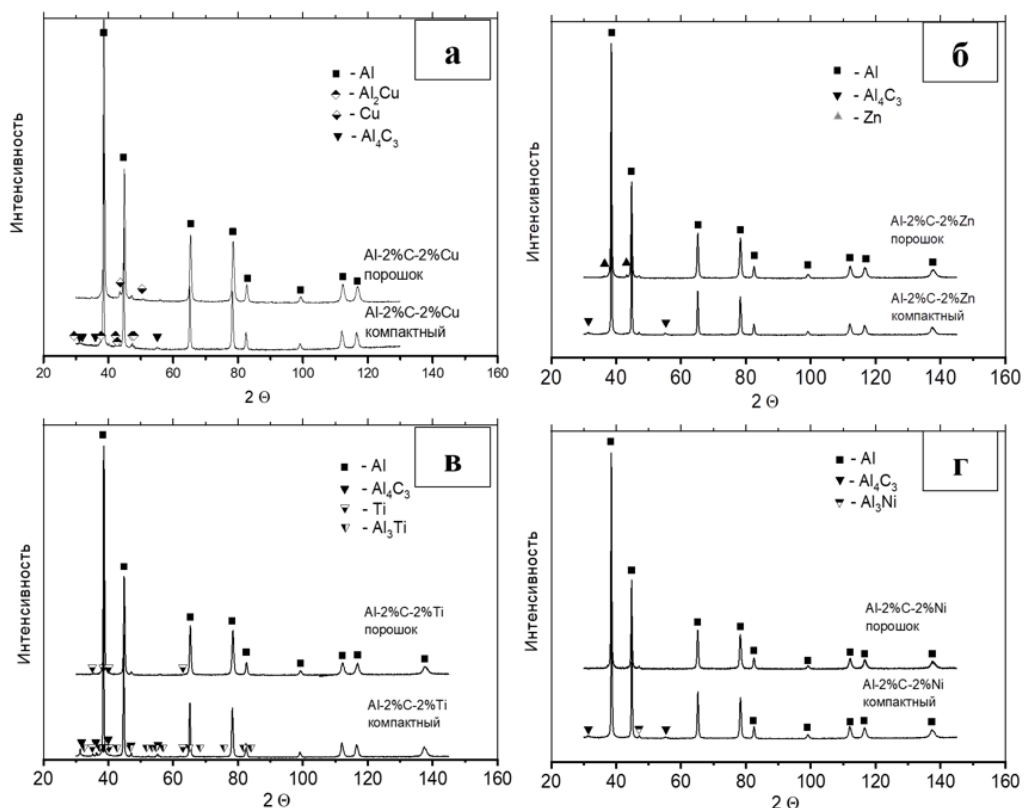 а
■ - Al
⬘ - Al₂Cu
⬙ - Cu
▼ - Al₄C₃
Интенсивность
Al-2%C-2%Cu
порошок
Al-2%C-2%Cu
компактный
20 40 60 80 100 120 140 160
2 Θ
б
■ - Al
▼ - Al₄C₃
▲ - Zn
Интенсивность
Al-2%C-2%Zn
порошок
Al-2%C-2%Zn
компактный
20 40 60 80 100 120 140 160
2 Θ
в
■ - Al
▼ - Al₄C₃
- Ti
- Al₃Ti
Интенсивность
Al-2%C-2%Ti
порошок
Al-2%C-2%Ti
компактный
20 40 60 80 100 120 140 160
2 Θ
г
■ - Al
▼ - Al₄C₃
- Al₃Ni
Интенсивность
Al-2%C-2%Ni
порошок
Al-2%C-2%Ni
компактный
20 40 60 80 100 120 140 160
2 Θ